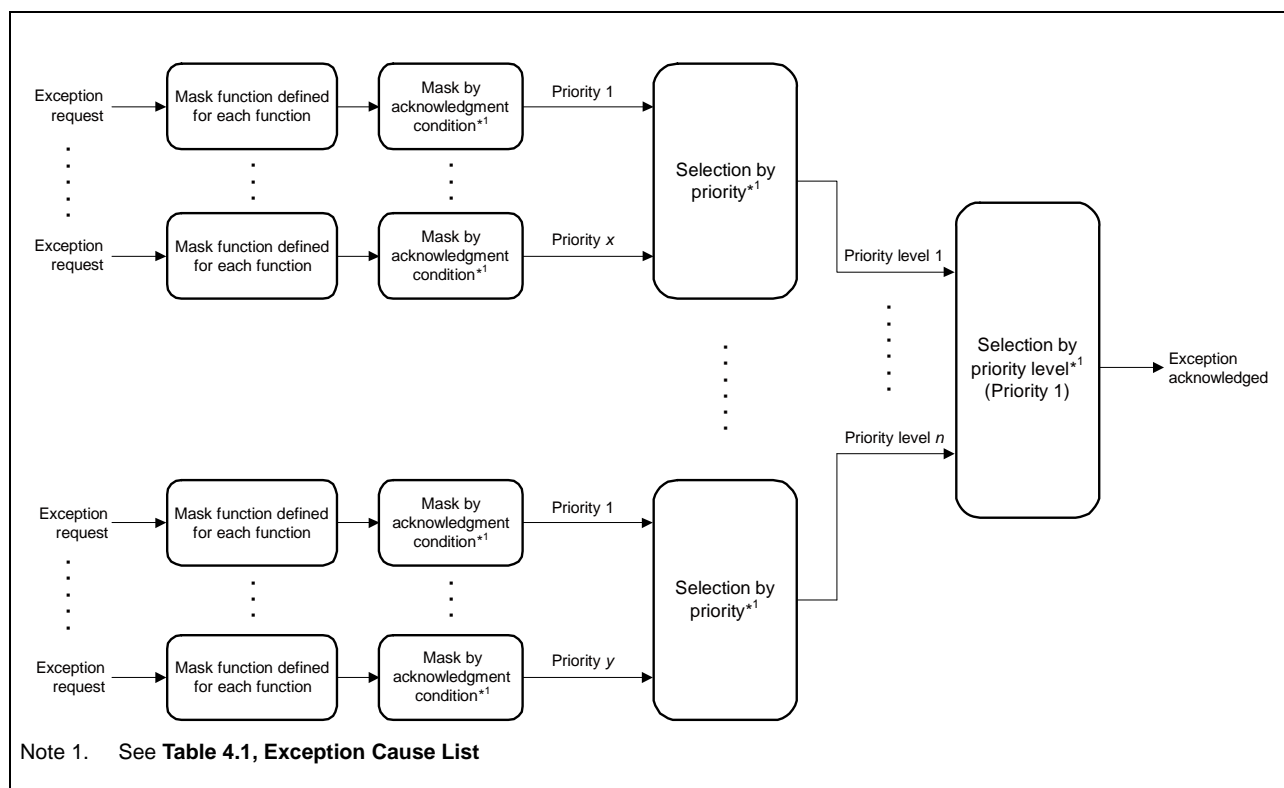 Exception
request
Mask function defined
for each function
Mask by
acknowledgment
condition*1
Priority 1
Exception
request
Mask function defined
for each function
Mask by
acknowledgment
condition*1
Priority x
Selection by
priority*1
Priority level 1
Exception
request
Mask function defined
for each function
Mask by
acknowledgment
condition*1
Priority 1
Exception
request
Mask function defined
for each function
Mask by
acknowledgment
condition*1
Priority y
Selection by
priority*1
Priority level n
Selection by
priority level*1
(Priority 1)
Exception
acknowledged
Note 1. See Table 4.1, Exception Cause List